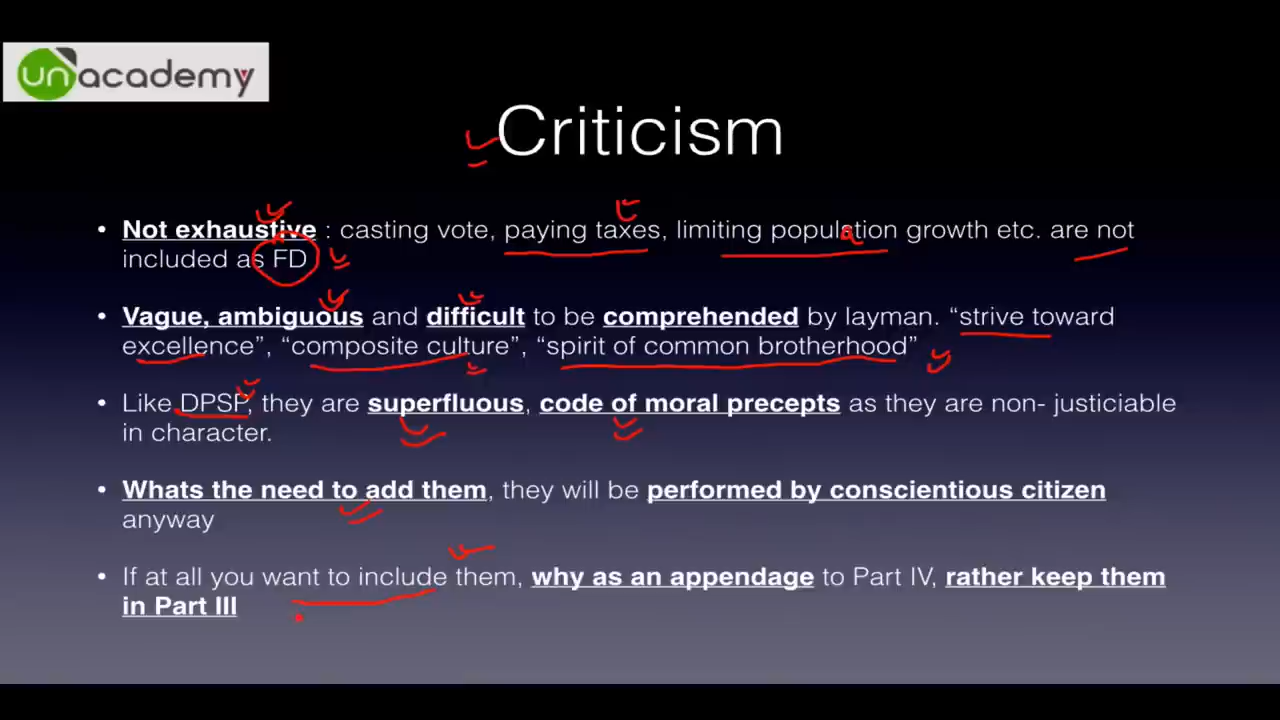 unacademy
Criticism
• Not exhaustive : casting vote, paying taxes, limiting population growth etc. are not
included as FD
• Vague, ambiguous and difficult to be comprehended by layman. “strive toward
excellence”, “composite culture”, “spirit of common brotherhood”
• Like DPSP, they are superfluous, code of moral precepts as they are non- justiciable
in character.
• Whats the need to add them, they will be performed by conscientious citizen
anyway
• If at all you want to include them, why as an appendage to Part IV, rather keep them
in Part III